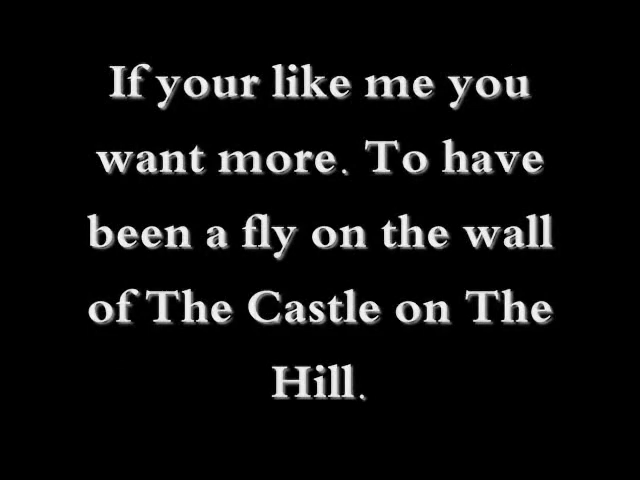 If your like me you
want more. To have
been a fly on the wall
of The Castle on The
Hill.